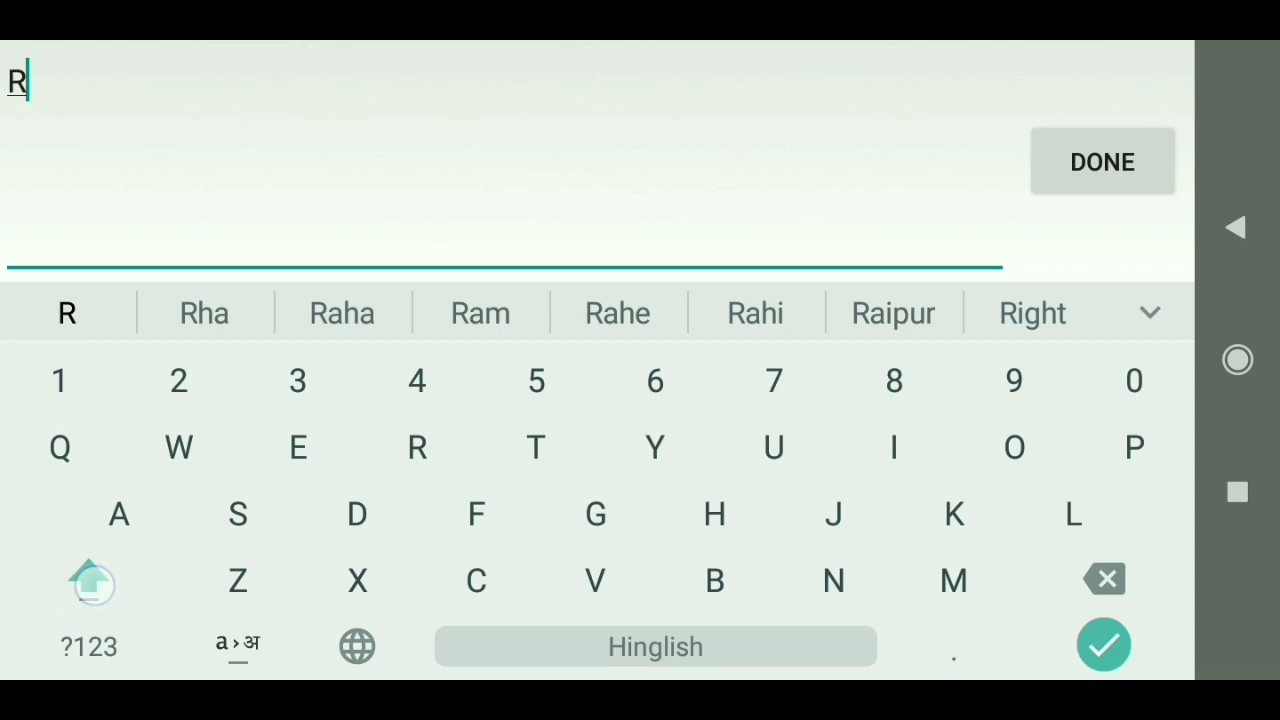 R
DONE
R Rha Raha Ram Rahe Rahi Raipur Right
1 2 3 4 5 6 7 8 9 0
Q W E R T Y U I O P
A S D F G H J K L
Z X C V B N M
?123 a›अ Hinglish .